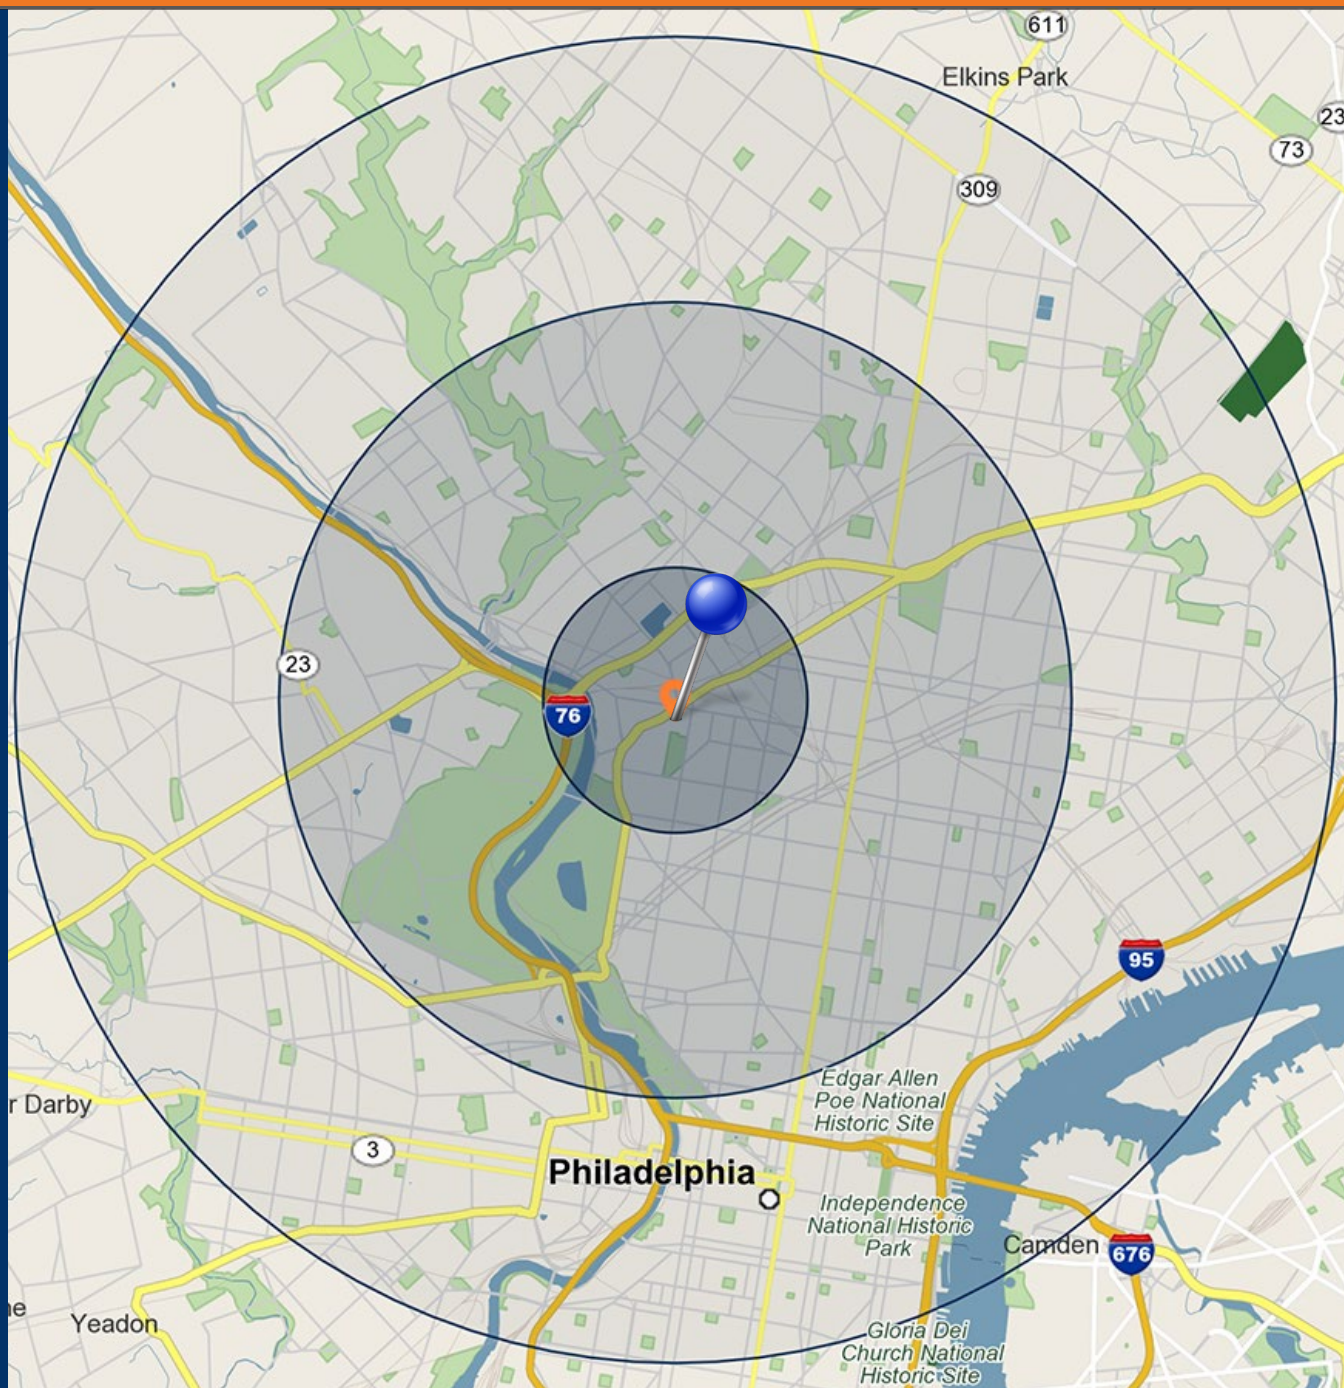 611
Elkins Park
23
73
309
23
76
95
Edgar Allen
Poe National
Historic Site
r Darby
3
Philadelphia
Independence
National Historic
Park
Camden
676
ne
Yeadon
Gloria Dei
Church National
Historic Site